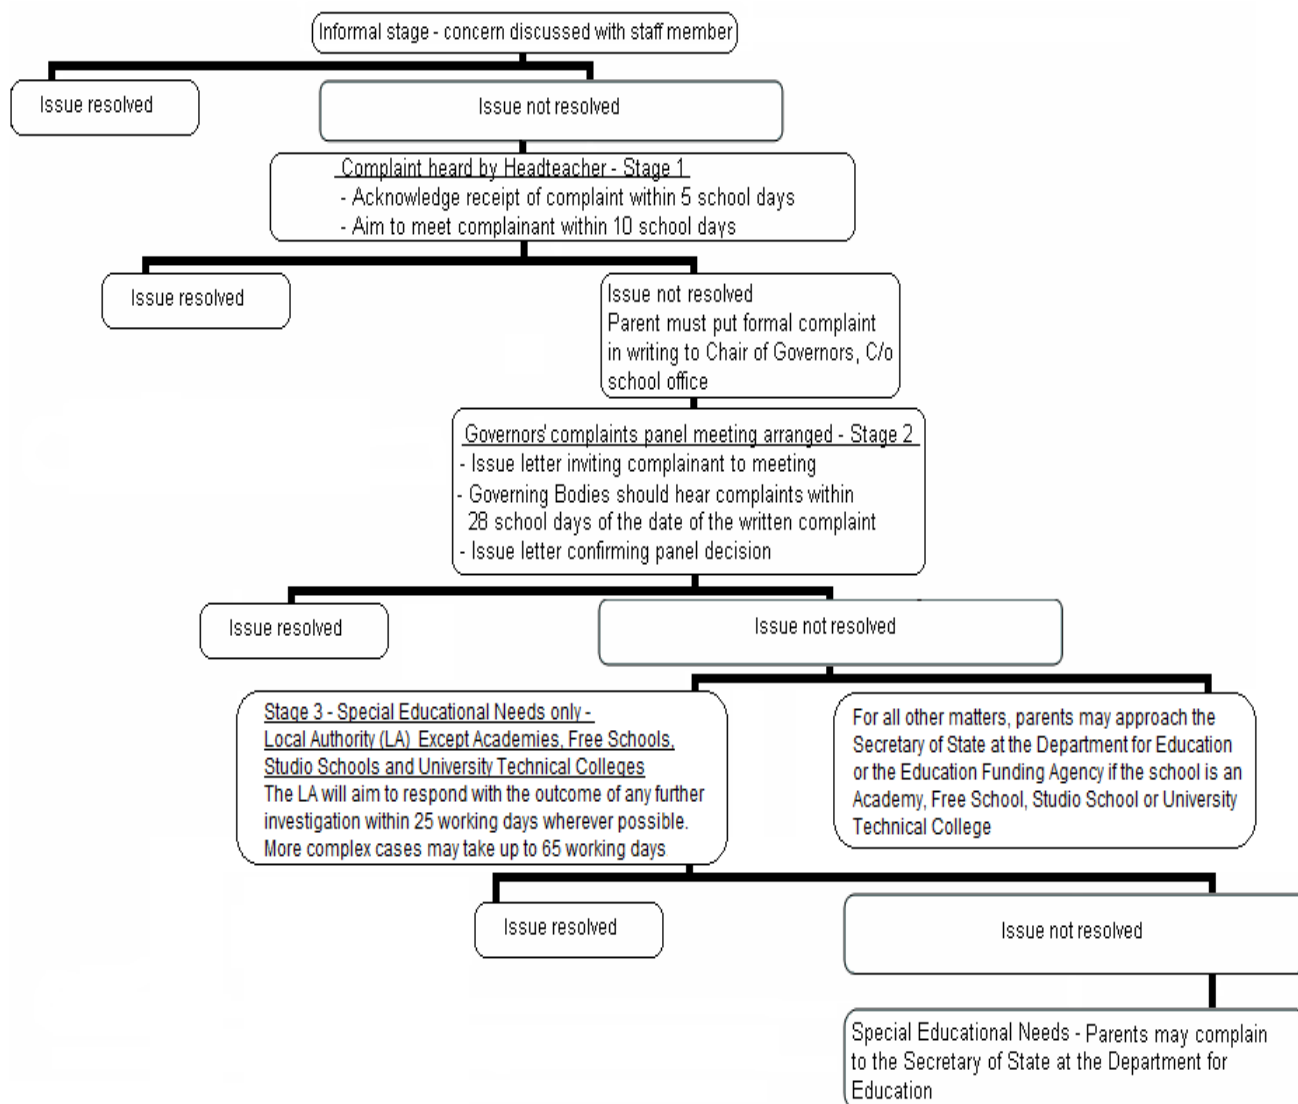 Informal stage - concern discussed with staff member
Issue resolved
Issue not resolved
Complaint heard by Headteacher - Stage 1
- Acknowledge receipt of complaint within 5 school days
- Aim to meet complainant within 10 school days
Issue resolved
Issue not resolved
Parent must put formal complaint
in writing to Chair of Governors, C/o
school office
Governors' complaints panel meeting arranged - Stage 2
- Issue letter inviting complainant to meeting
- Governing Bodies should hear complaints within
28 school days of the date of the written complaint
- Issue letter confirming panel decision
Issue resolved
Issue not resolved
Stage 3 - Special Educational Needs only -
Local Authority (LA) Except Academies, Free Schools,
Studio Schools and University Technical Colleges
The LA will aim to respond with the outcome of any further
investigation within 25 working days wherever possible.
More complex cases may take up to 65 working days
For all other matters, parents may approach the
Secretary of State at the Department for Education
or the Education Funding Agency if the school is an
Academy, Free School, Studio School or University
Technical College
Issue resolved
Issue not resolved
Special Educational Needs - Parents may complain
to the Secretary of State at the Department for
Education